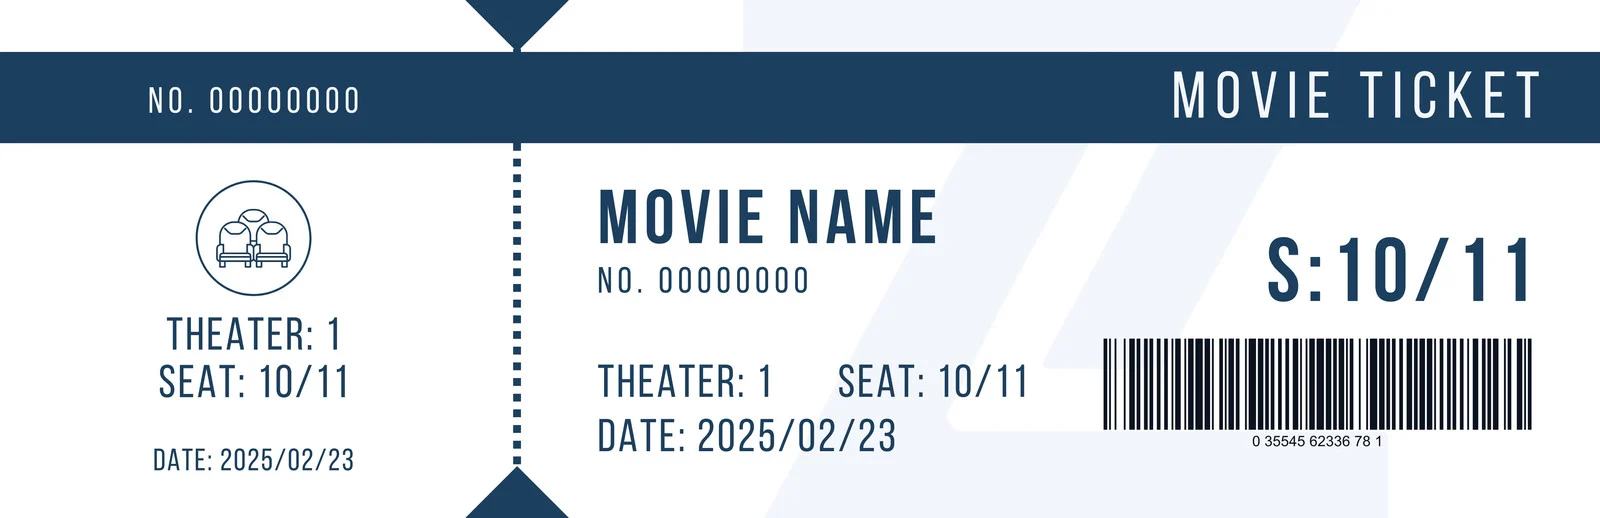 NO. 00000000
MOVIE TICKET
THEATER: 1
SEAT: 10/11
DATE: 2025/02/23
MOVIE NAME
NO. 00000000
THEATER: 1 SEAT: 10/11
DATE: 2025/02/23
S:10/11
0 35545 62336 78 1